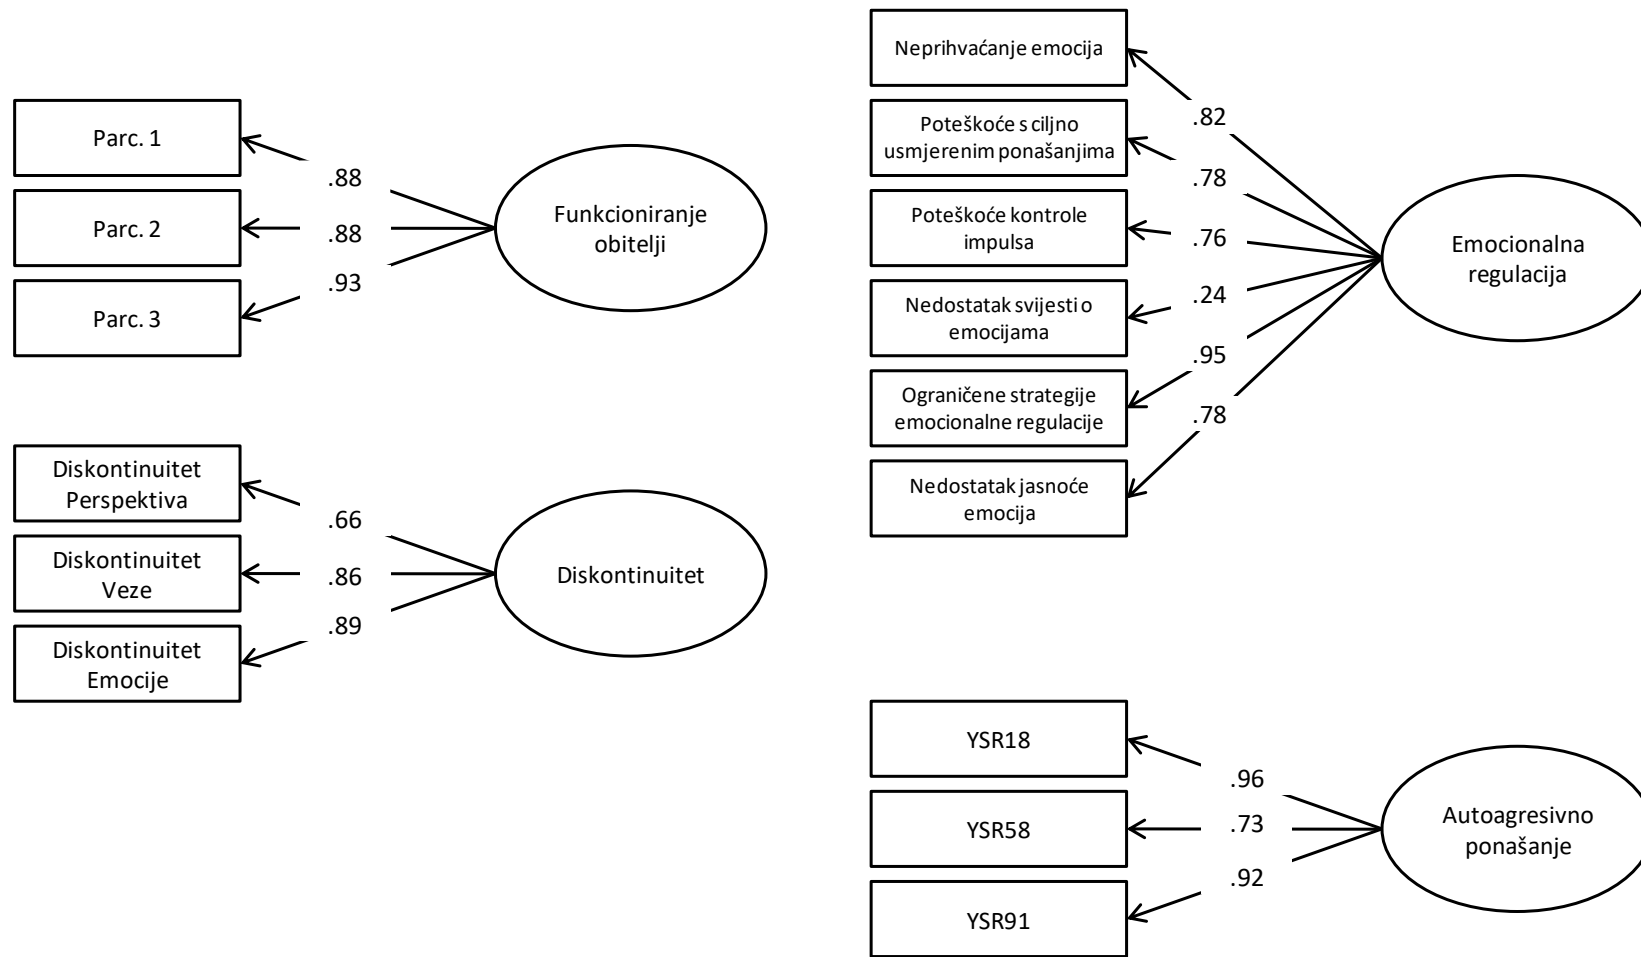 Parc. 1
Parc. 2
Parc. 3
.88
.88
.93
Funkcioniranje
obitelji
Diskontinuitet
Perspektiva
Diskontinuitet
Veze
Diskontinuitet
Emocije
.66
.86
.89
Diskontinuitet
Neprihvaćanje emocija
Poteškoće s ciljno
usmjerenim ponašanjima
Poteškoće kontrole
impulsa
Nedostatak svijesti o
emocijama
Ograničene strategije
emocionalne regulacije
Nedostatak jasnoće
emocija
.82
.78
.76
.24
.95
.78
Emocionalna
regulacija
YSR18
YSR58
YSR91
.96
.73
.92
Autoagresivno
ponašanje